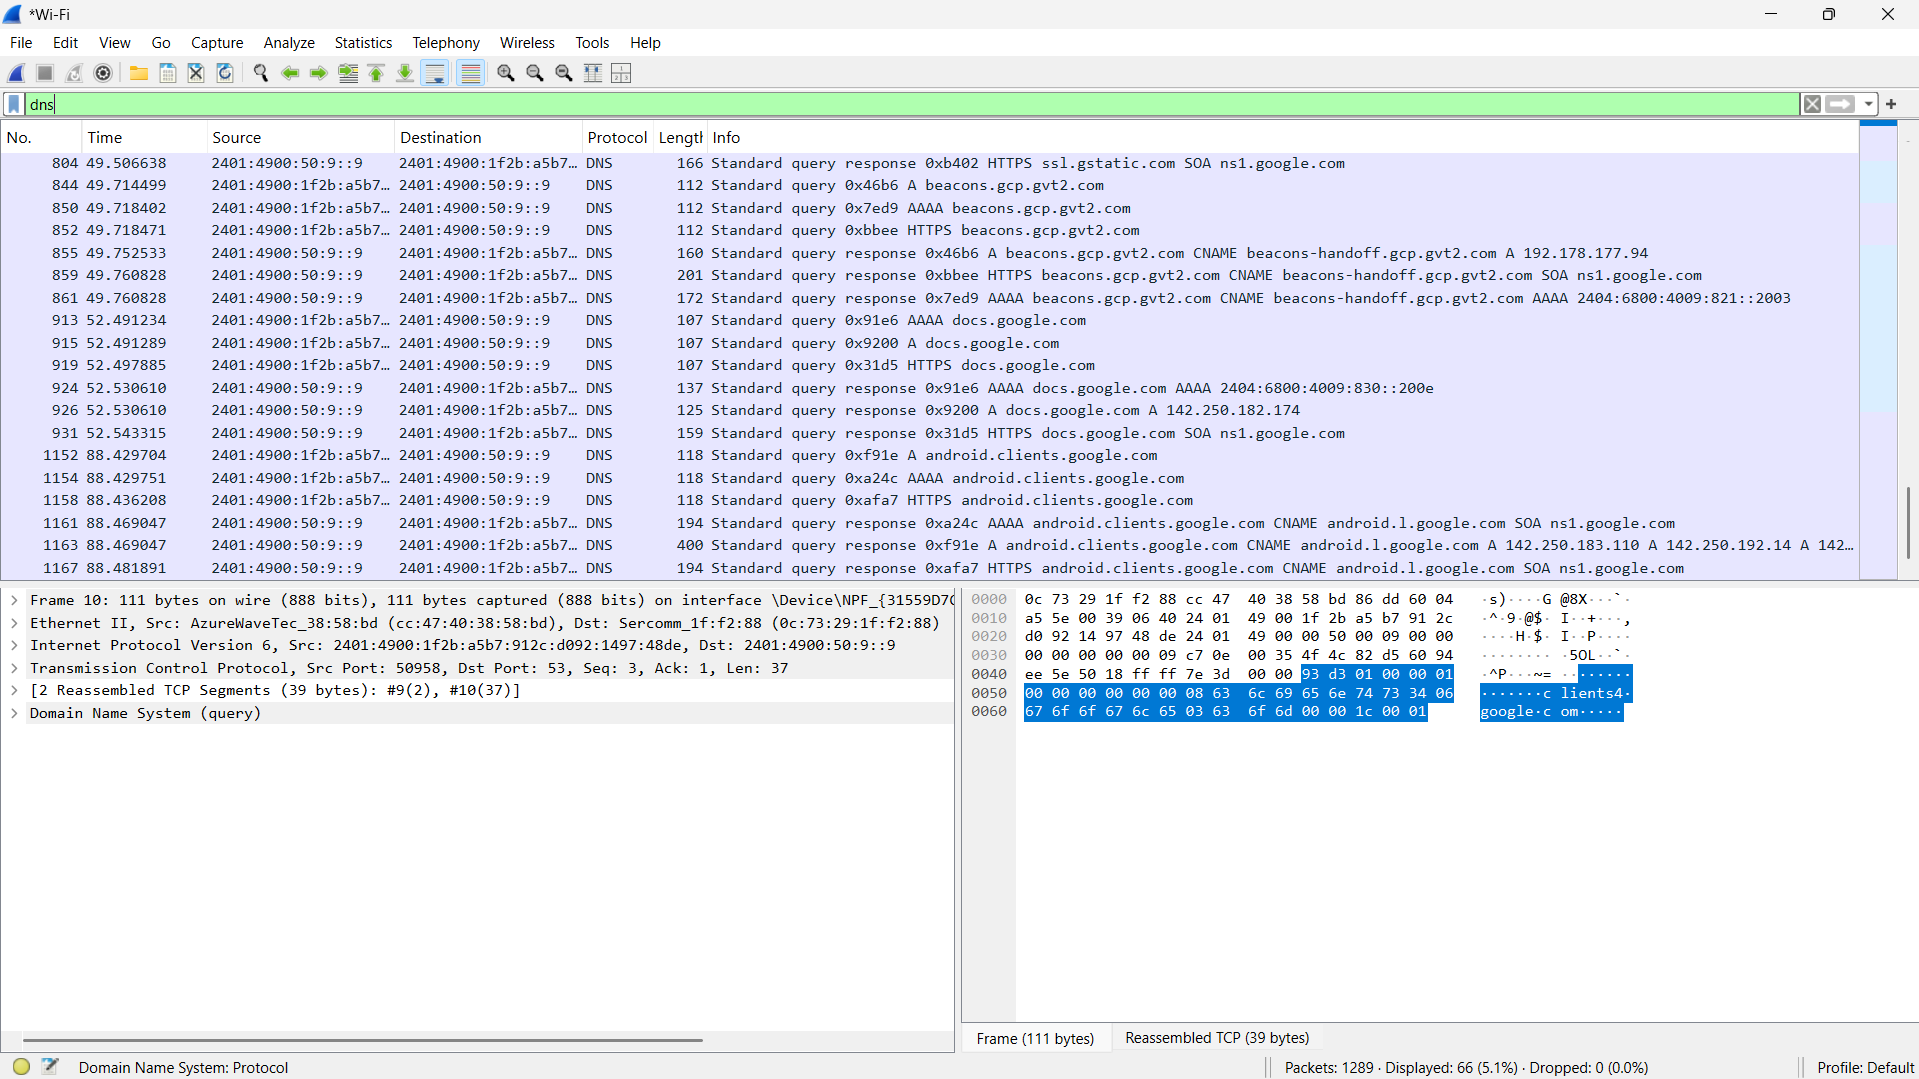 *Wi-Fi
File Edit View Go Capture Analyze Statistics Telephony Wireless Tools Help
dns
No. Time Source Destination Protocol Length Info
804 49.506638 2401:4900:50:9::9 2401:4900:1f2b:a5b7… DNS 166 Standard query response 0xb402 HTTPS ssl.gstatic.com SOA ns1.google.com
844 49.714499 2401:4900:1f2b:a5b7… 2401:4900:50:9::9 DNS 112 Standard query 0x46b6 A beacons.gcp.gvt2.com
850 49.718402 2401:4900:1f2b:a5b7… 2401:4900:50:9::9 DNS 112 Standard query 0x7ed9 AAAA beacons.gcp.gvt2.com
852 49.718471 2401:4900:1f2b:a5b7… 2401:4900:50:9::9 DNS 112 Standard query 0xbbee HTTPS beacons.gcp.gvt2.com
855 49.752533 2401:4900:50:9::9 2401:4900:1f2b:a5b7… DNS 160 Standard query response 0x46b6 A beacons.gcp.gvt2.com CNAME beacons-handoff.gcp.gvt2.com A 192.178.177.94
859 49.760828 2401:4900:50:9::9 2401:4900:1f2b:a5b7… DNS 201 Standard query response 0xbbee HTTPS beacons.gcp.gvt2.com CNAME beacons-handoff.gcp.gvt2.com SOA ns1.google.com
861 49.760828 2401:4900:50:9::9 2401:4900:1f2b:a5b7… DNS 172 Standard query response 0x7ed9 AAAA beacons.gcp.gvt2.com CNAME beacons-handoff.gcp.gvt2.com AAAA 2404:6800:4009:821::2003
913 52.491234 2401:4900:1f2b:a5b7… 2401:4900:50:9::9 DNS 107 Standard query 0x91e6 AAAA docs.google.com
915 52.491289 2401:4900:1f2b:a5b7… 2401:4900:50:9::9 DNS 107 Standard query 0x9200 A docs.google.com
919 52.497885 2401:4900:1f2b:a5b7… 2401:4900:50:9::9 DNS 107 Standard query 0x31d5 HTTPS docs.google.com
924 52.530610 2401:4900:50:9::9 2401:4900:1f2b:a5b7… DNS 137 Standard query response 0x91e6 AAAA docs.google.com AAAA 2404:6800:4009:830::200e
926 52.530610 2401:4900:50:9::9 2401:4900:1f2b:a5b7… DNS 125 Standard query response 0x9200 A docs.google.com A 142.250.182.174
931 52.543315 2401:4900:50:9::9 2401:4900:1f2b:a5b7… DNS 159 Standard query response 0x31d5 HTTPS docs.google.com SOA ns1.google.com
1152 88.429704 2401:4900:1f2b:a5b7… 2401:4900:50:9::9 DNS 118 Standard query 0xf91e A android.clients.google.com
1154 88.429751 2401:4900:1f2b:a5b7… 2401:4900:50:9::9 DNS 118 Standard query 0xa24c AAAA android.clients.google.com
1158 88.436208 2401:4900:1f2b:a5b7… 2401:4900:50:9::9 DNS 118 Standard query 0xafa7 HTTPS android.clients.google.com
1161 88.469047 2401:4900:50:9::9 2401:4900:1f2b:a5b7… DNS 194 Standard query response 0xa24c AAAA android.clients.google.com CNAME android.l.google.com SOA ns1.google.com
1163 88.469047 2401:4900:50:9::9 2401:4900:1f2b:a5b7… DNS 400 Standard query response 0xf91e A android.clients.google.com CNAME android.l.google.com A 142.250.183.110 A 142.250.192.14 A 142…
1167 88.481891 2401:4900:50:9::9 2401:4900:1f2b:a5b7… DNS 194 Standard query response 0xafa7 HTTPS android.clients.google.com CNAME android.l.google.com SOA ns1.google.com
Frame 10: 111 bytes on wire (888 bits), 111 bytes captured (888 bits) on interface \Device\NPF_{31559D7C
Ethernet II, Src: AzureWaveTec_38:58:bd (cc:47:40:38:58:bd), Dst: Sercomm_1f:f2:88 (0c:73:29:1f:f2:88)
Internet Protocol Version 6, Src: 2401:4900:1f2b:a5b7:912c:d092:1497:48de, Dst: 2401:4900:50:9::9
Transmission Control Protocol, Src Port: 50958, Dst Port: 53, Seq: 3, Ack: 1, Len: 37
[2 Reassembled TCP Segments (39 bytes): #9(2), #10(37)]
Domain Name System (query)
0000 0c 73 29 1f f2 88 cc 47 40 38 58 bd 86 dd 60 04 ·s)····G @8X···`·
0010 a5 5e 00 39 06 40 24 01 49 00 1f 2b a5 b7 91 2c ·^·9·@$· I··+···,
0020 d0 92 14 97 48 de 24 01 49 00 00 50 00 09 00 00 ····H·$· I··P····
0030 00 00 00 00 00 09 c7 0e 00 35 4f 4c 82 d5 60 94 ········ ·5OL··`·
0040 ee 5e 50 18 ff ff 7e 3d 00 00 93 d3 01 00 00 01 ·^P···~= ········
0050 00 00 00 00 00 00 08 63 6c 69 65 6e 74 73 34 06 ·······c lients4·
0060 67 6f 6f 67 6c 65 03 63 6f 6d 00 00 1c 00 01 google·c om·····
Frame (111 bytes) Reassembled TCP (39 bytes)
Domain Name System: Protocol
Packets: 1289 · Displayed: 66 (5.1%) · Dropped: 0 (0.0%)
Profile: Default